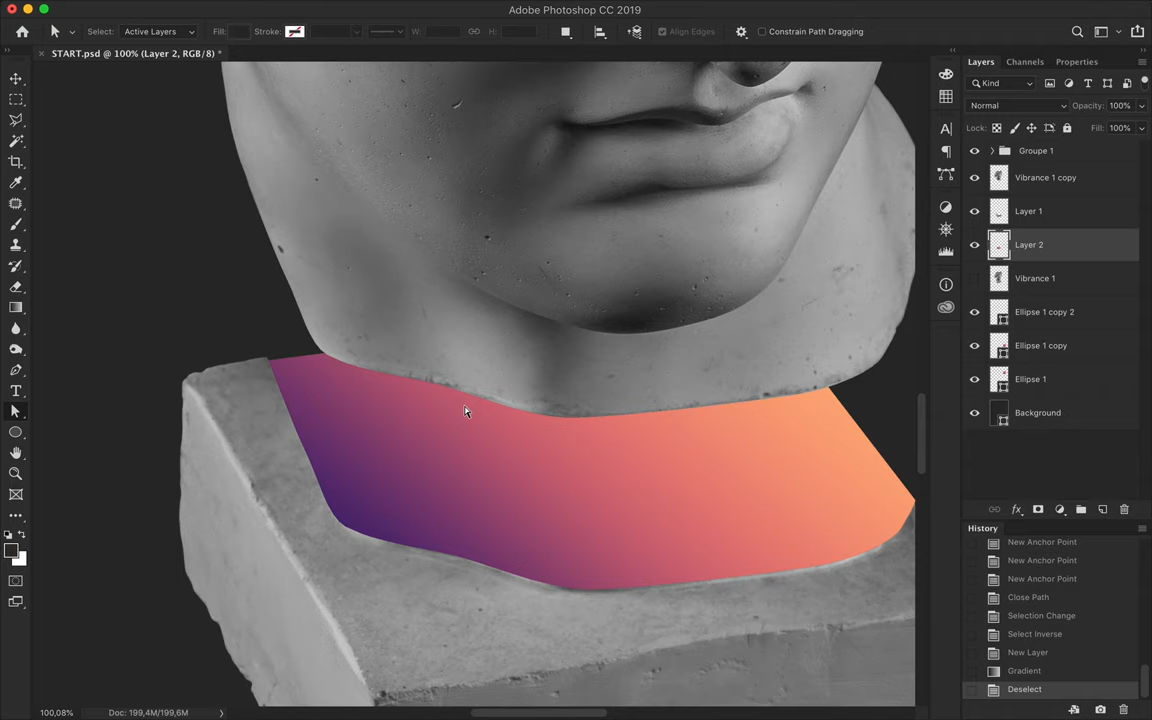 Adobe Photoshop CC 2019
Select: Active Layers Fill: Stroke: W: H: Align Edges Constrain Path Dragging
START.psd @ 100% (Layer 2, RGB/8) *
Layers Channels Properties
Kind
Normal Opacity: 100%
Lock: Fill: 100%
Groupe 1
Vibrance 1 copy
Layer 1
Layer 2
Vibrance 1
Ellipse 1 copy 2
Ellipse 1 copy
Ellipse 1
Background
fx
History
New Anchor Point
New Anchor Point
New Anchor Point
Close Path
Selection Change
Select Inverse
New Layer
Gradient
Deselect
100,08% Doc: 199,4M/199,6M